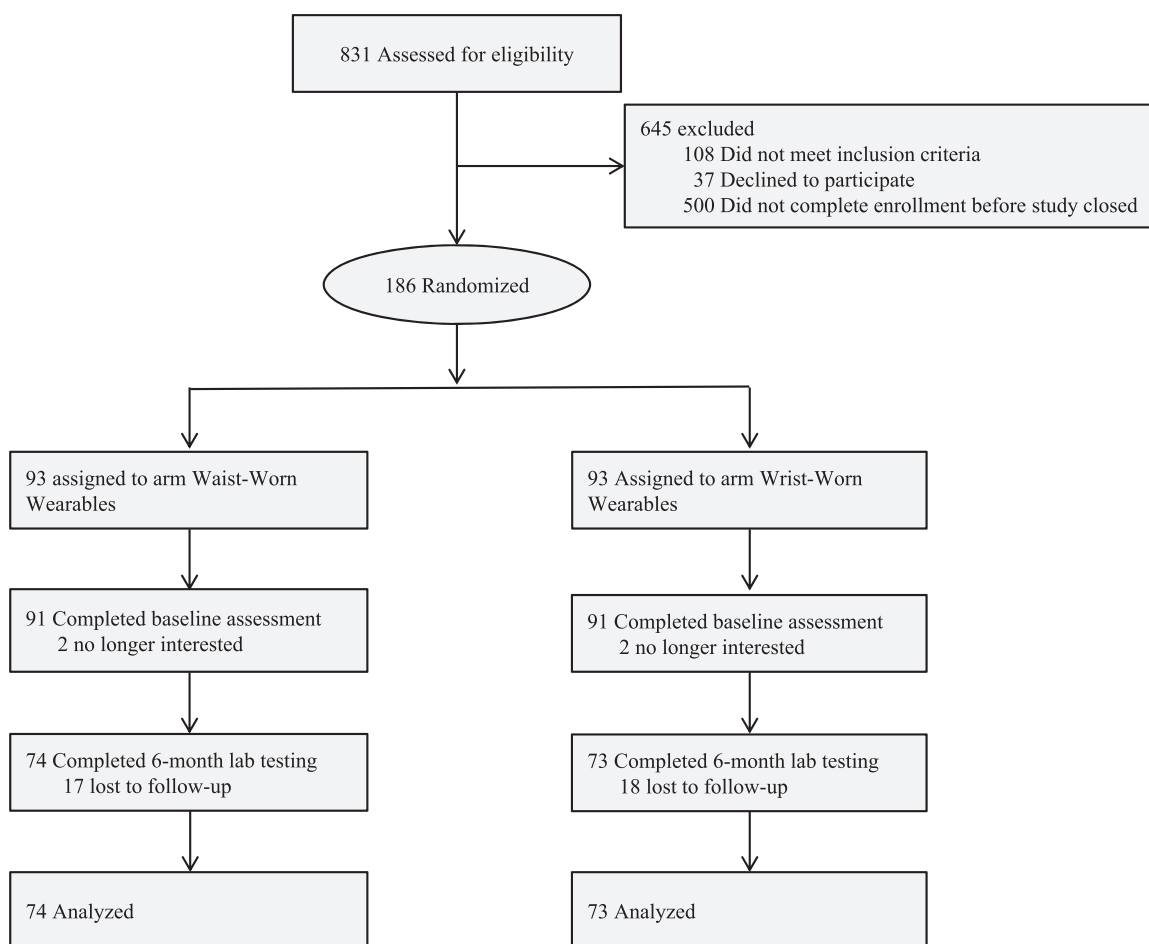 831 Assessed for eligibility
645 excluded
108 Did not meet inclusion criteria
37 Declined to participate
500 Did not complete enrollment before study closed
186 Randomized
93 assigned to arm Waist-Worn
Wearables
91 Completed baseline assessment
2 no longer interested
74 Completed 6-month lab testing
17 lost to follow-up
74 Analyzed
93 Assigned to arm Wrist-Worn
Wearables
91 Completed baseline assessment
2 no longer interested
73 Completed 6-month lab testing
18 lost to follow-up
73 Analyzed